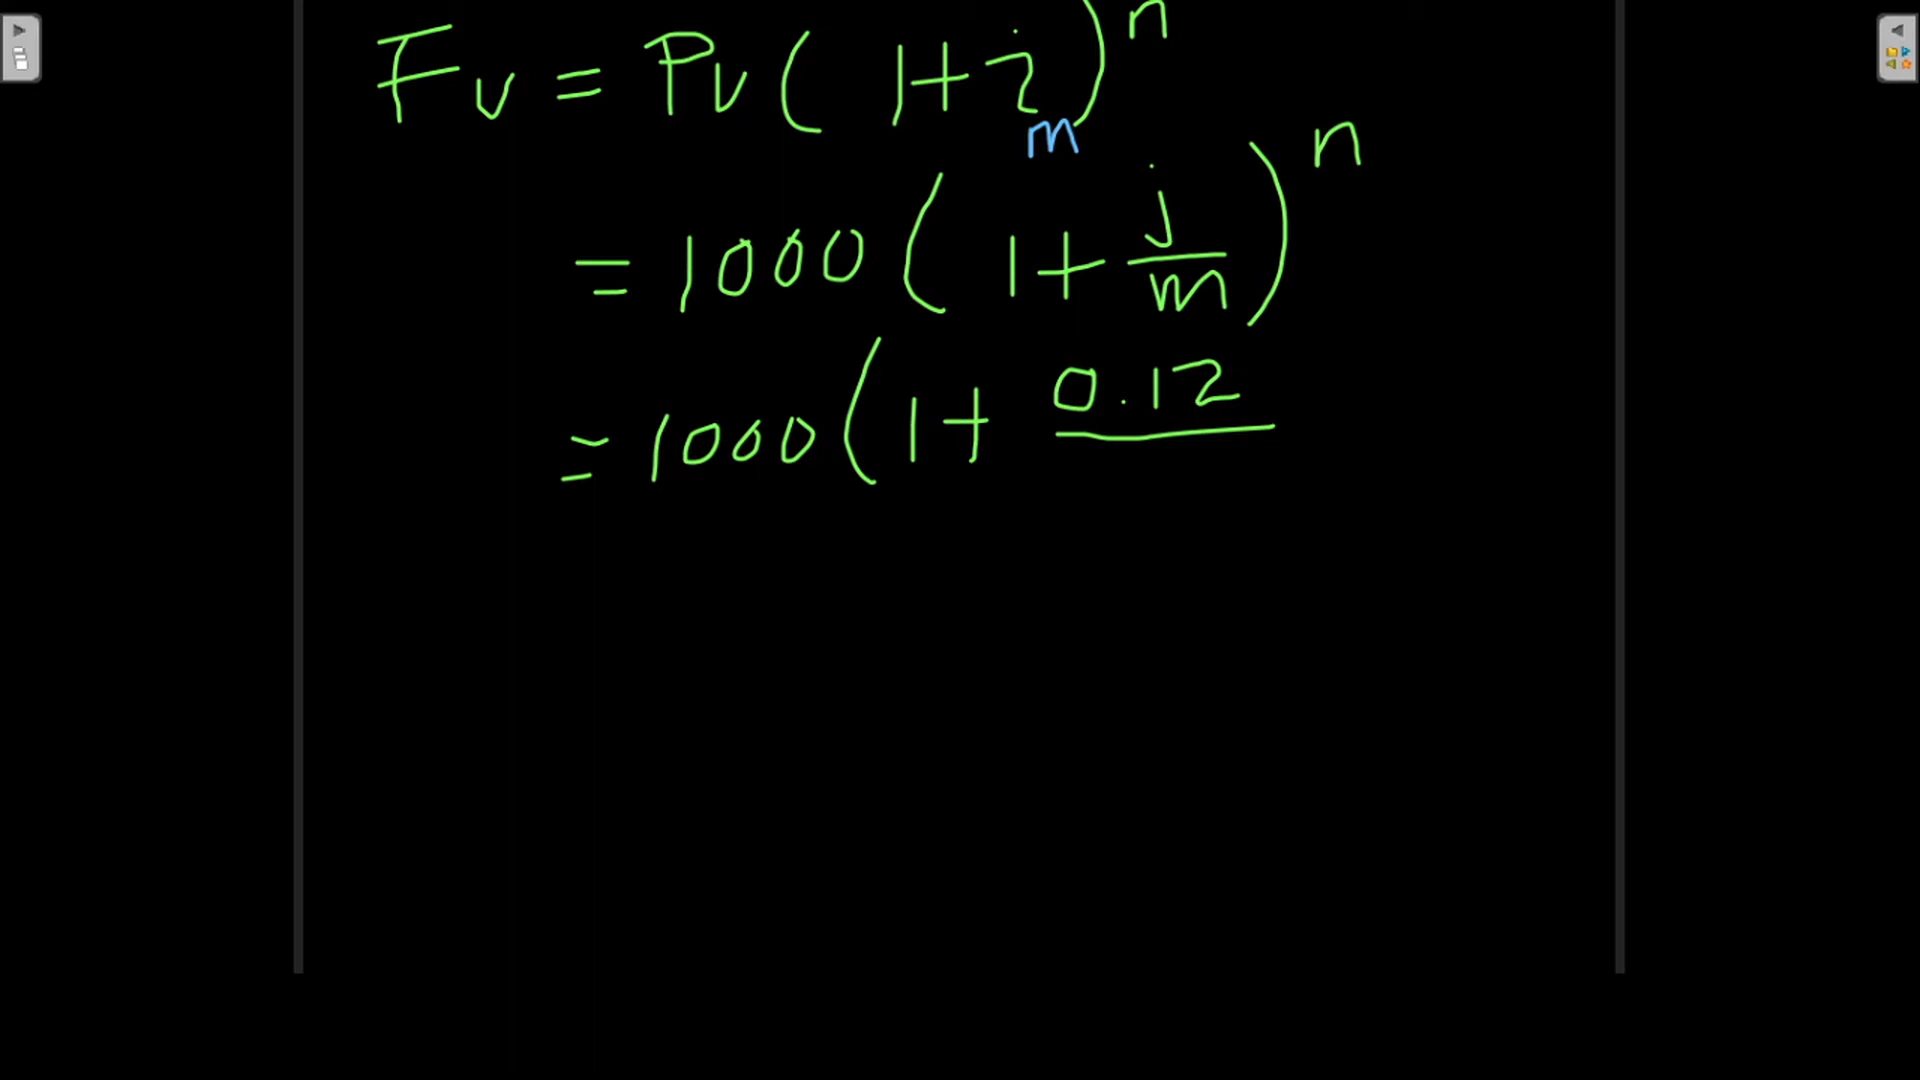 Fv = Pv ( 1 + i )^n
m
= 1000 ( 1 + j/m )^n
= 1000 ( 1 + 0.12